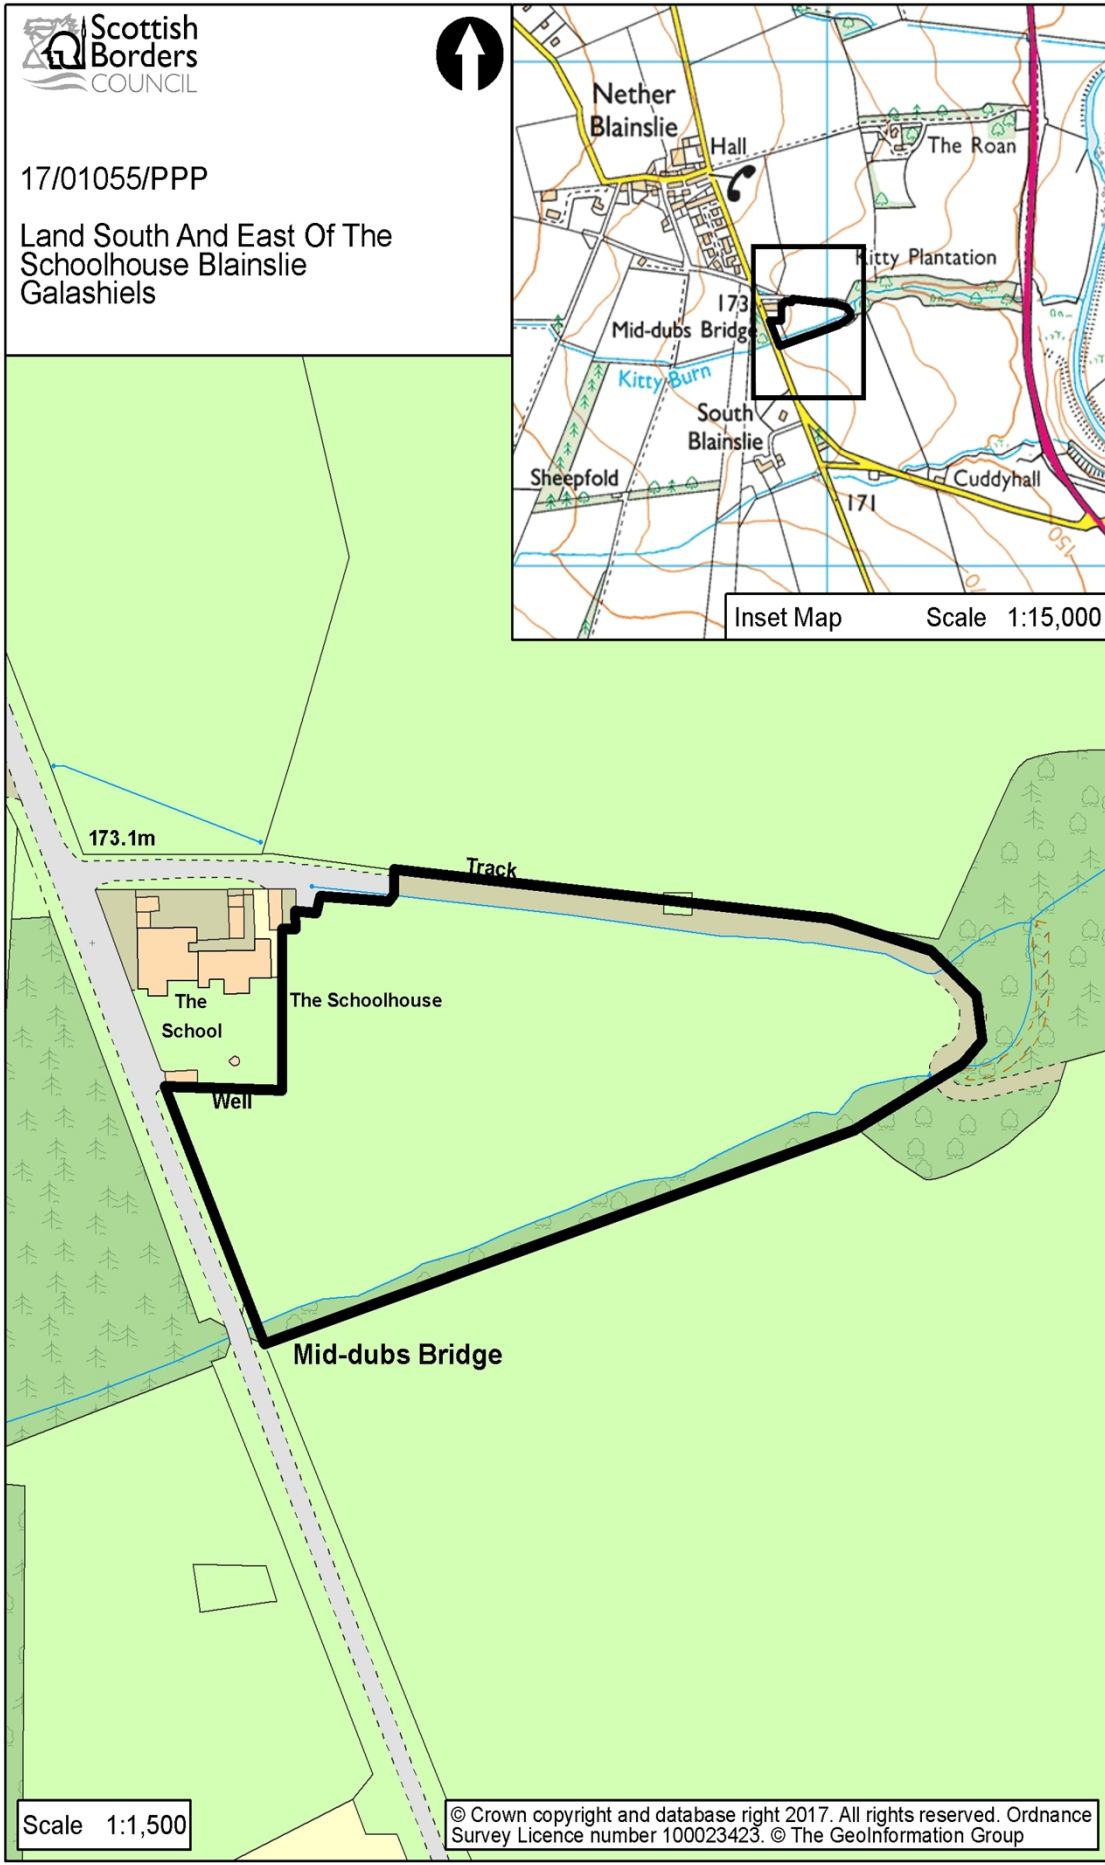 Scottish
Borders
COUNCIL
17/01055/PPP
Land South And East Of The
Schoolhouse Blainslie
Galashiels
Nether
Blainslie
Hall
The Roan
Kitty Plantation
173
Mid-dubs Bridge
Kitty Burn
South
Blainslie
Sheepfold
Cuddyhall
171
150
Inset Map Scale 1:15,000
173.1m
Track
The Schoolhouse
The
School
Well
Mid-dubs Bridge
Scale 1:1,500
© Crown copyright and database right 2017. All rights reserved. Ordnance
Survey Licence number 100023423. © The GeoInformation Group